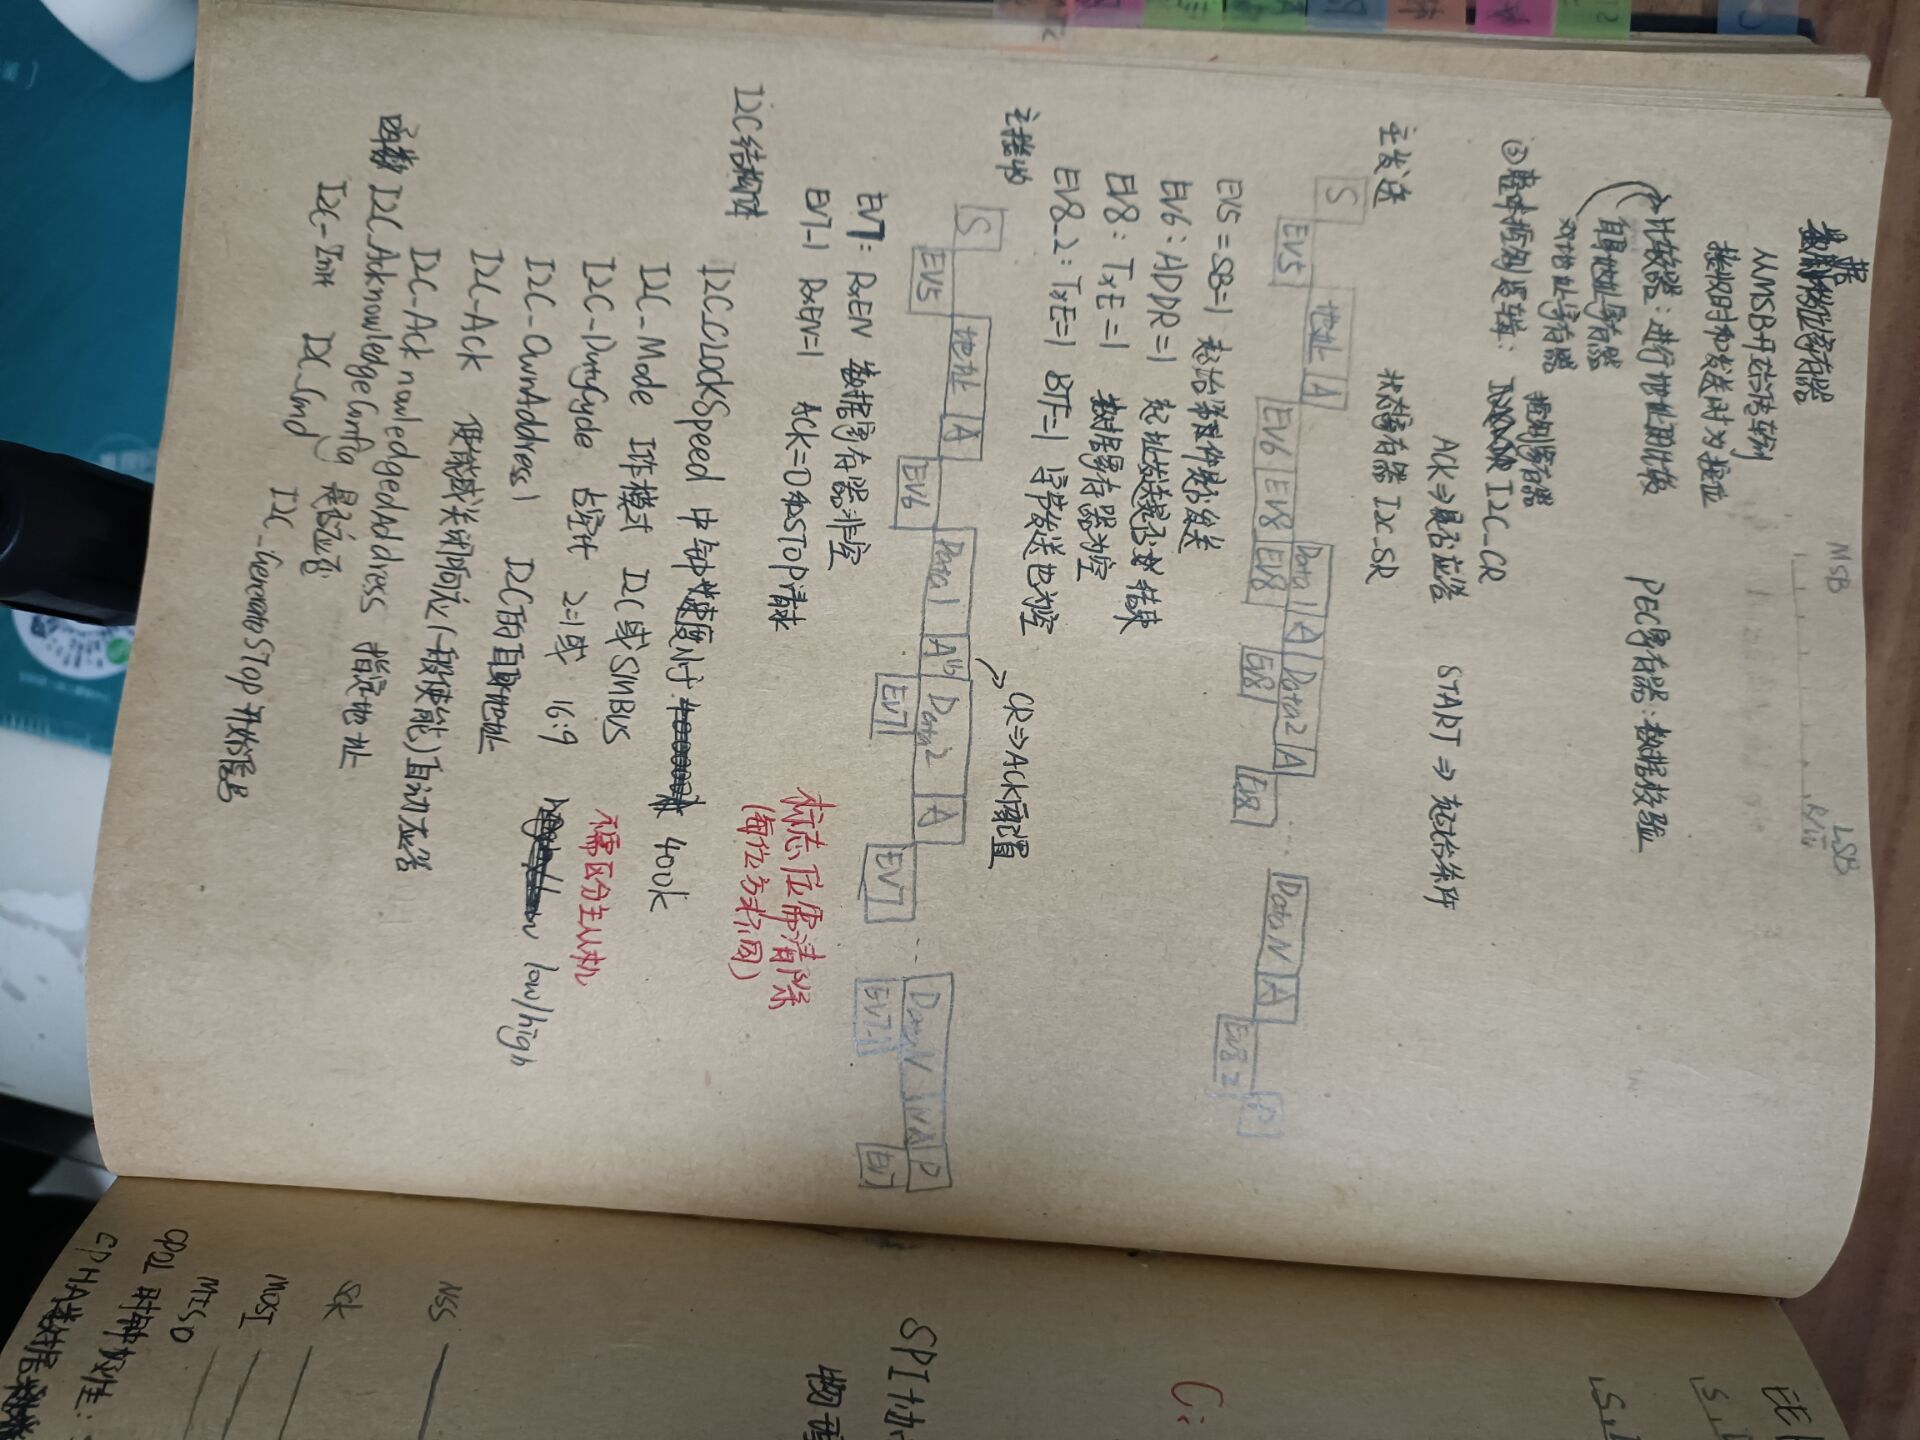 MSB LSB
R/W
数据移位寄存器
从MSB开始传输
接收时和发送时为按位
比较器：进行地址的比较 PEC寄存器：数据校验
自身地址寄存器
双地址寄存器
控制寄存器
③整体控制逻辑： I2C_CR
ACK⇒是否应答 START⇒起始条件
主发送 状态寄存器 I2C_SR
S 地址 A Data1 A Data2 A ... DataN A P
EV5 EV6 EV8 EV8 EV8 EV8 EV8_2
EV5=SB=1 起始条件是否发送
EV6：ADDR=1 起址发送是否结束
EV8：TxE=1 数据寄存器为空
EV8_2：TxE=1 BTF=1 字节发送也为空
主接收 CR⇒ACK配置
S 地址 A Data1 A(1) Data2 A ... DataN NA P
EV5 EV6 EV7 EV7 EV7-1 EV7
EV7： RxEN 数据寄存器非空
EV7-1 RxEN=1 ACK=0和STOP请求
标志位需清除
(每位方式不同)
I2C结构体
I2C_CLockSpeed 中钟速度小于 400k
I2C_Mode 工作模式 I2C或SMBUS 不需区分主从机
I2C_DutyCycle 占空比 2=1或 16:9 low/high
I2C_OwnAddress1 I2C的自身地址
I2C_Ack 使能或关闭响应(一般使能)自动应答
I2C_AcknowledgedAddress 指定地址
函数 I2C_AcknowledgeConfig 是否应否
I2C_Init I2C_Cmd I2C_GenerateSTOP 开始信号
EE
S,
S,
C:
SPI协
物理
NSS
SCK
MOSI
MISO
CPOL 时钟极性：
CPHA 数据